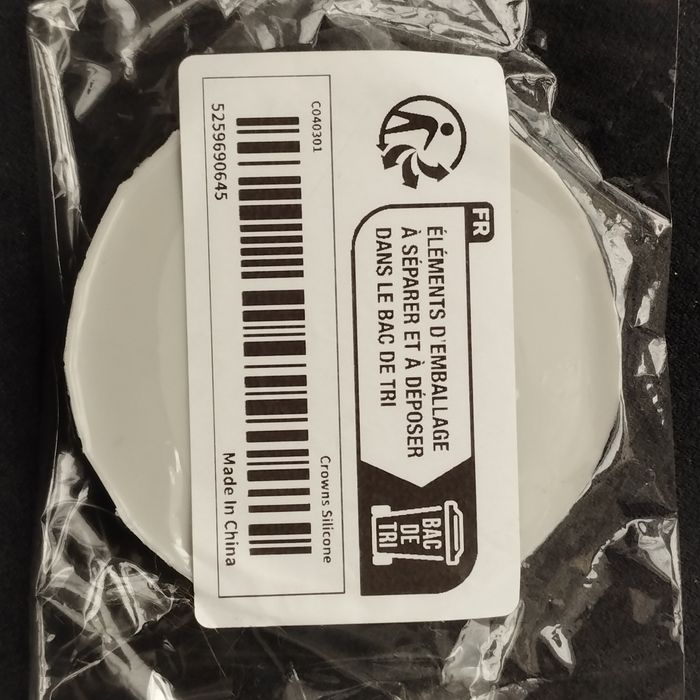 FR
ÉLÉMENTS D'EMBALLAGE
À SÉPARER ET À DÉPOSER
DANS LE BAC DE TRI
BAC
DE
TRI
C040301
Crowns Silicone
5259690645
Made In China